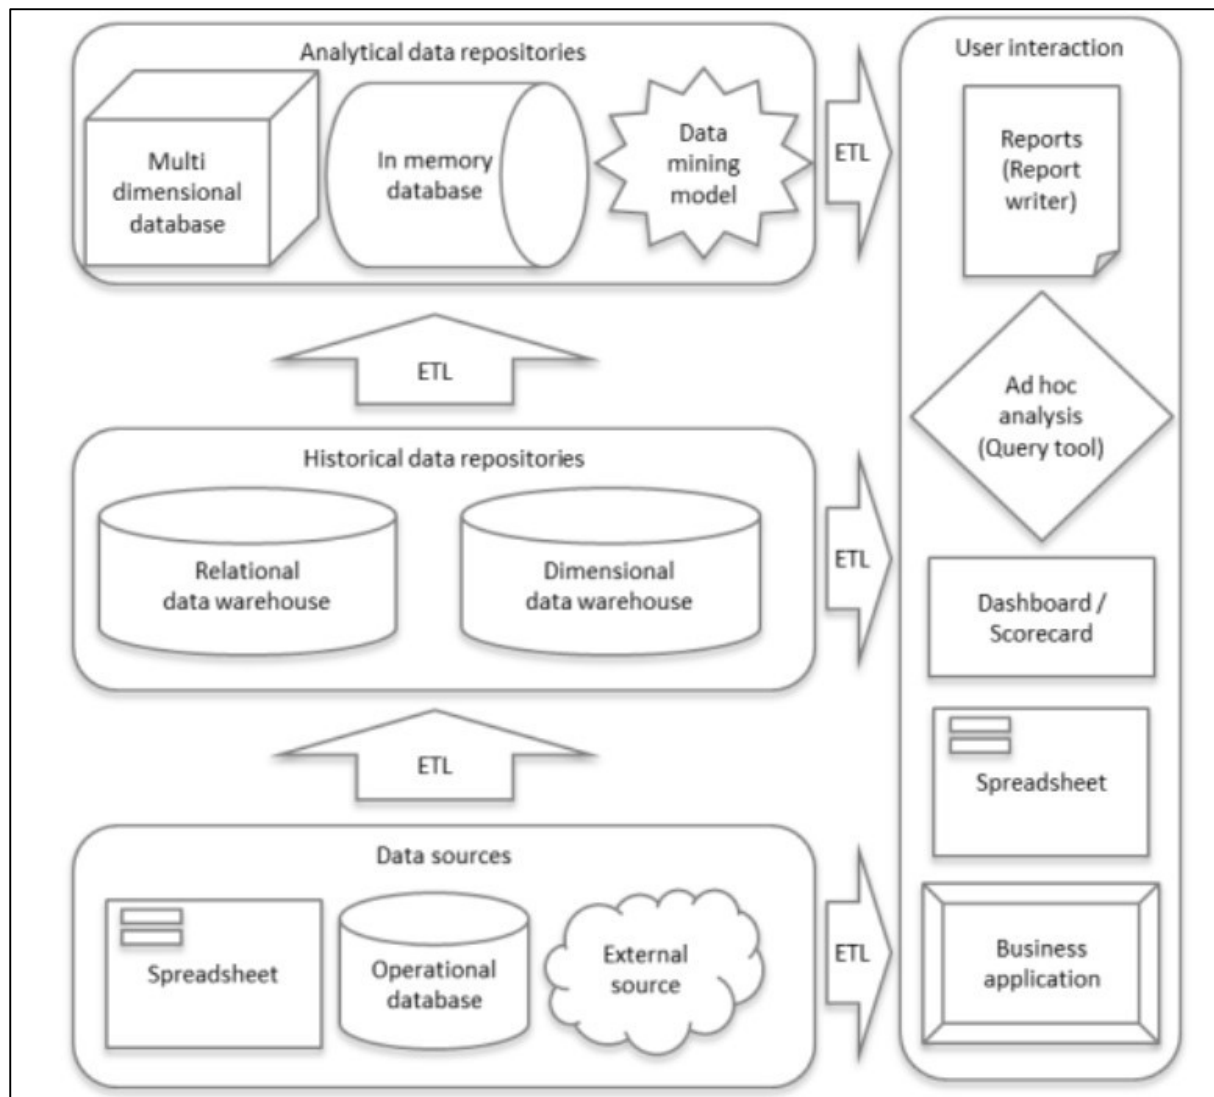 Analytical data repositories
Multi
dimensional
database
In memory
database
Data
mining
model
ETL
ETL
Historical data repositories
Relational
data warehouse
Dimensional
data warehouse
ETL
ETL
Data sources
Spreadsheet
Operational
database
External
source
ETL
User interaction
Reports
(Report
writer)
Ad hoc
analysis
(Query tool)
Dashboard /
Scorecard
Spreadsheet
Business
application